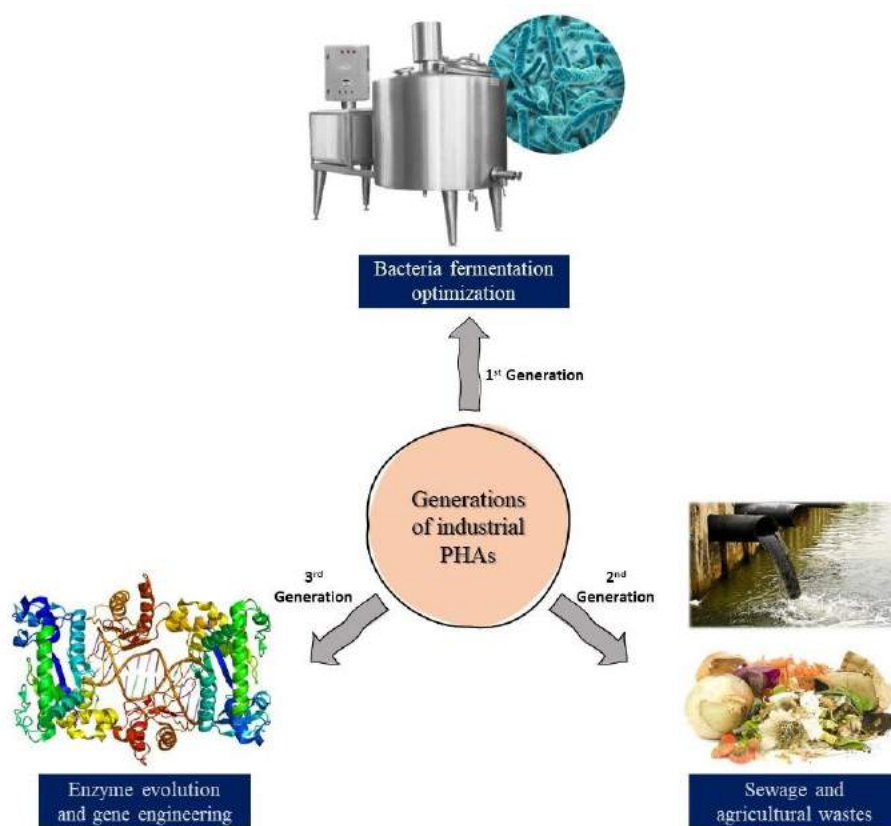 Bacteria fermentation
optimization
1st Generation
Generations
of industrial
PHAs
3rd
Generation
2nd
Generation
Enzyme evolution
and gene engineering
Sewage and
agricultural wastes